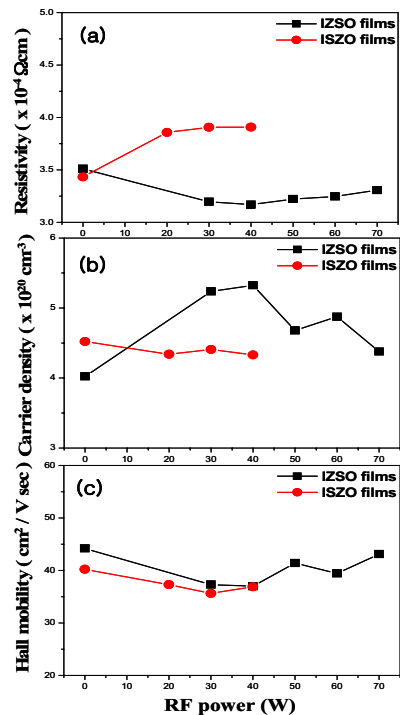 (a)
IZSO films
ISZO films
Resistivity ( x 10⁻⁴ Ωcm)
4.5
4.0
3.5
3.0
0 10 20 30 40 50 60 70
(b)
IZSO films
ISZO films
Carrier density ( x 10²⁰ cm⁻³)
6
5
4
3
0 10 20 30 40 50 60 70
(c)
IZSO films
ISZO films
Hall mobility ( cm² / V sec)
60
50
40
30
20
0 10 20 30 40 50 60 70
RF power (W)